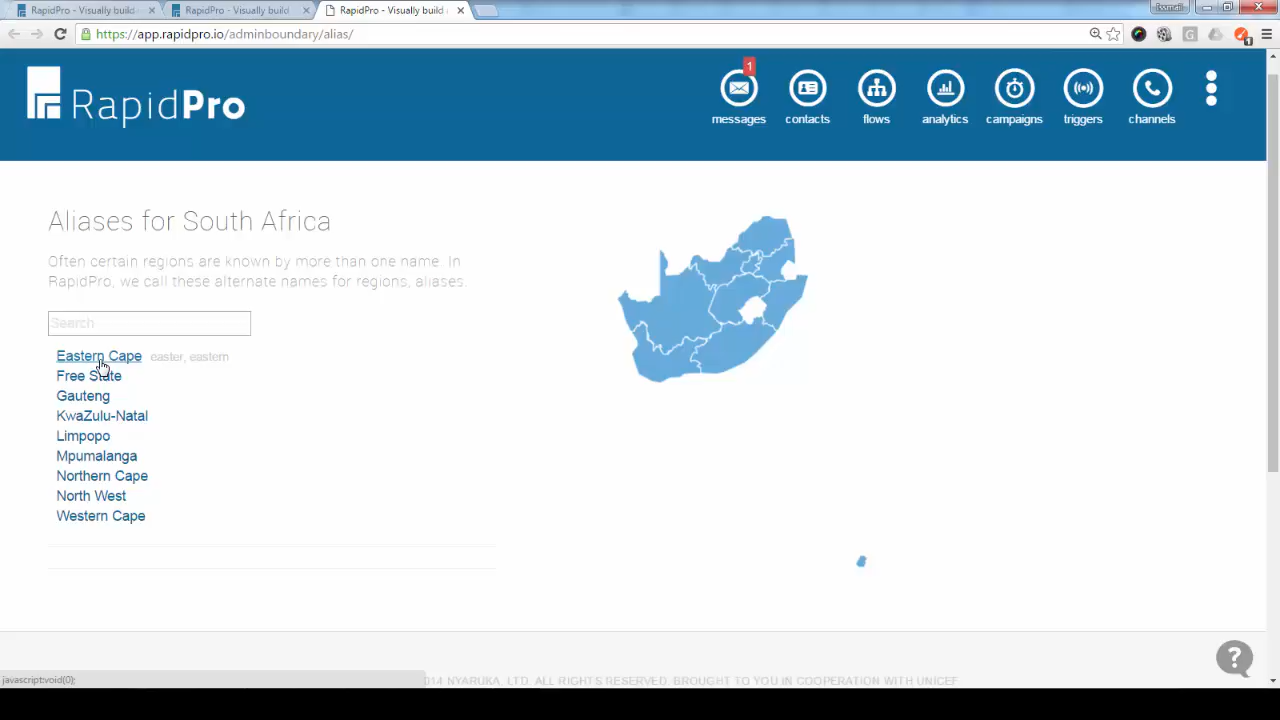 RapidPro - Visually build
RapidPro - Visually build
RapidPro - Visually build
Issmail
https://app.rapidpro.io/adminboundary/alias/
1
RapidPro
1
messages
contacts
flows
analytics
campaigns
triggers
channels
Aliases for South Africa
Often certain regions are known by more than one name. In
RapidPro, we call these alternate names for regions, aliases.
Search
Eastern Cape easter, eastern
Free State
Gauteng
KwaZulu-Natal
Limpopo
Mpumalanga
Northern Cape
North West
Western Cape
?
javascript:void(0);
014 NYARUKA, LTD. ALL RIGHTS RESERVED. BROUGHT TO YOU IN COOPERATION WITH UNICEF